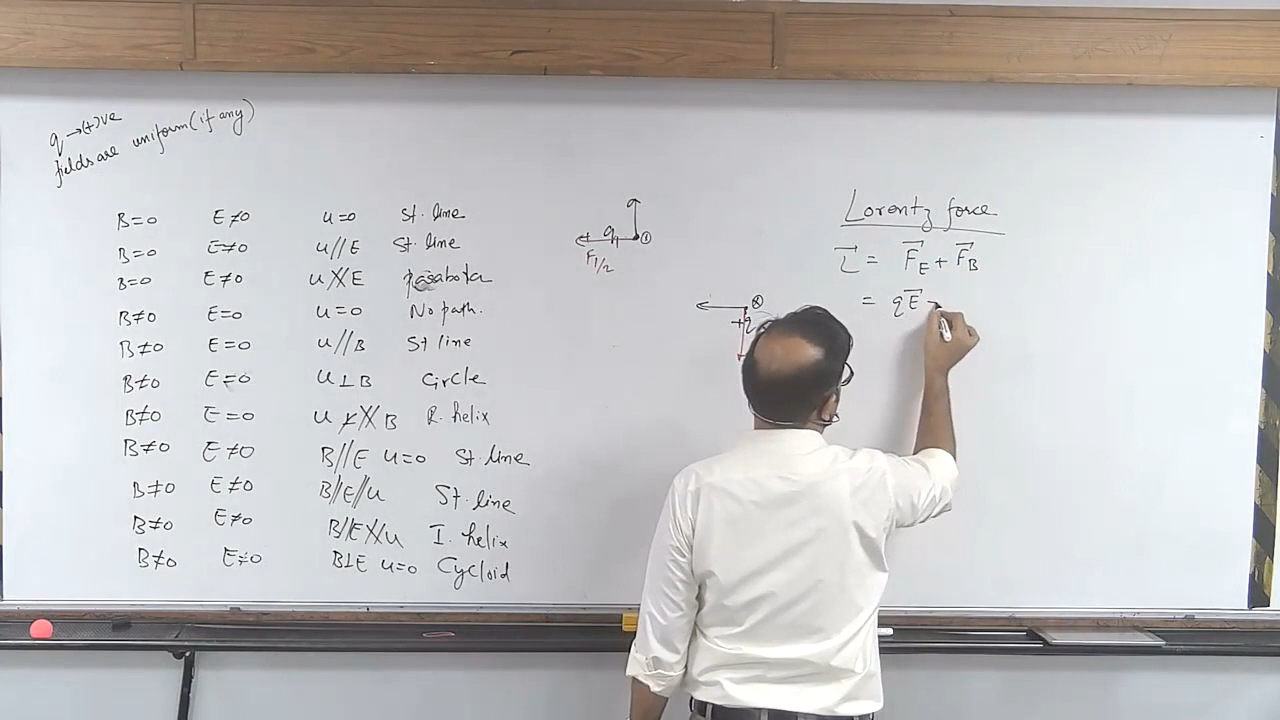 q → (+)ve
fields are uniform (if any)
B=0 E≠0 u=0 St. line
B=0 E≠0 u//E St. line
B=0 E≠0 u∦E parabola
B≠0 E=0 u=0 No path.
B≠0 E=0 u//B St line
B≠0 E=0 u⊥B Circle
B≠0 E=0 u⊥̸∦B R. helix
B≠0 E≠0 B//E u=0 St. line
B≠0 E≠0 B//E//u St. line
B≠0 E≠0 B//E∦u I. helix
B≠0 E≠0 B⊥E u=0 Cycloid
F1/2
+q
Lorentz force
L⃗ = F⃗E + F⃗B
= qE⃗